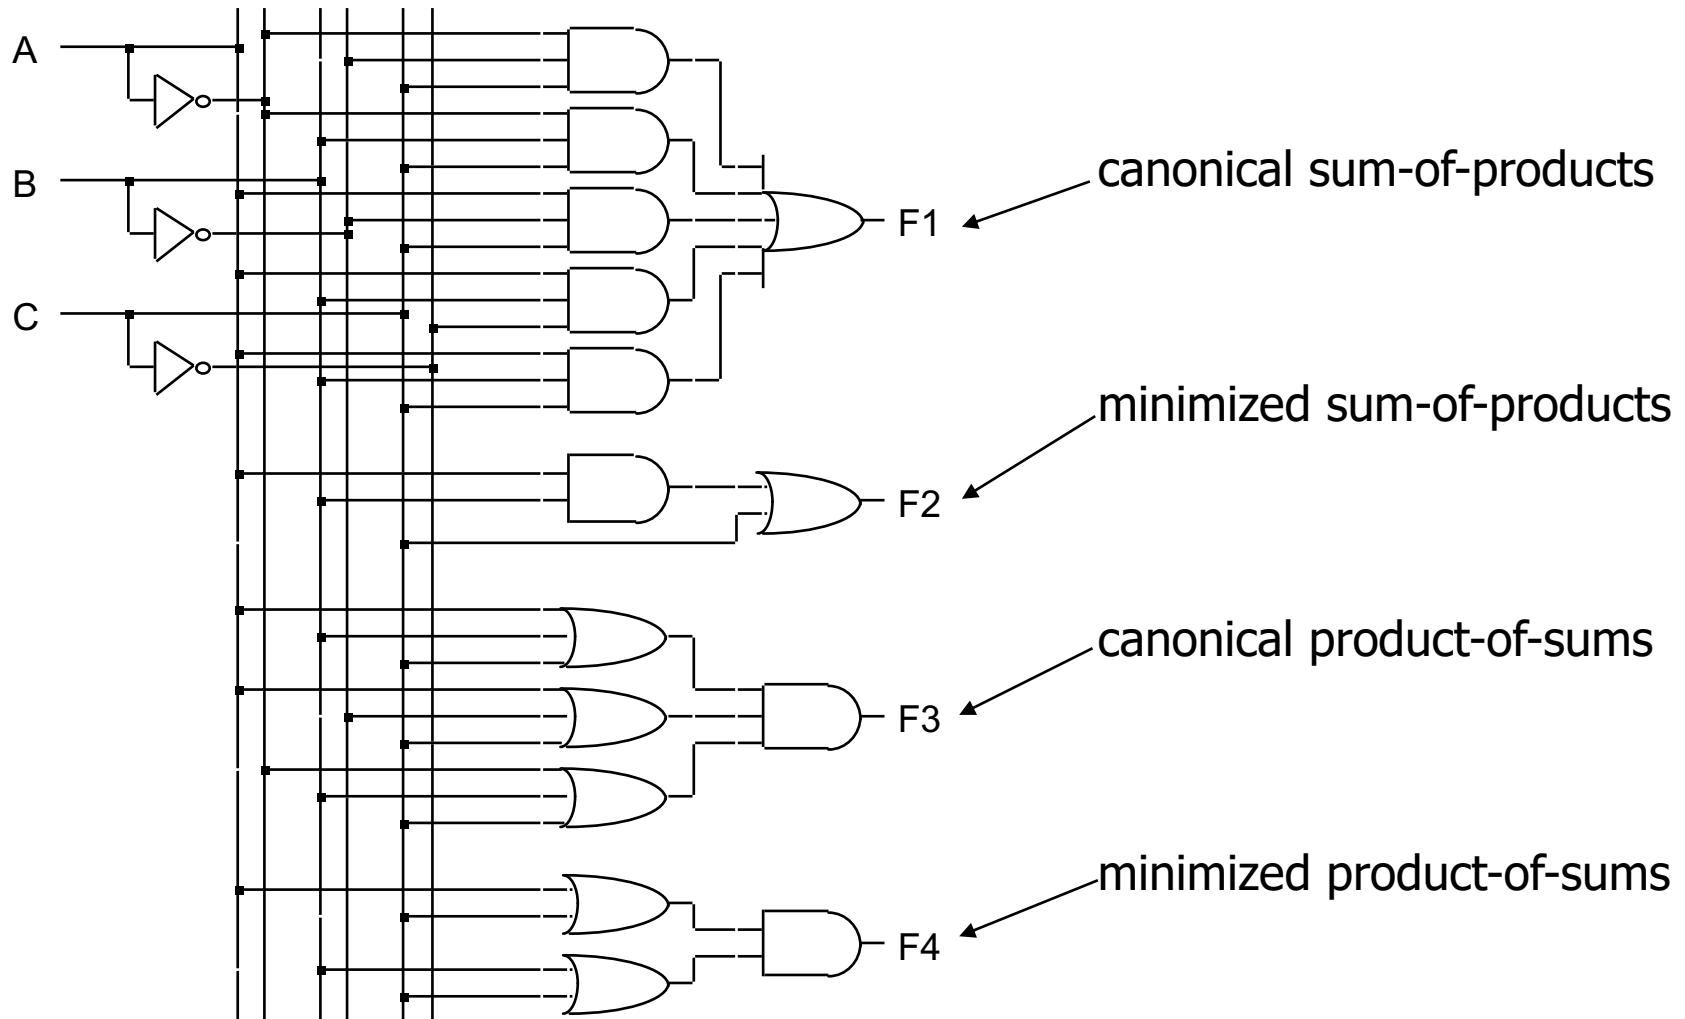 A
B
C
F1
canonical sum-of-products
F2
minimized sum-of-products
F3
canonical product-of-sums
F4
minimized product-of-sums